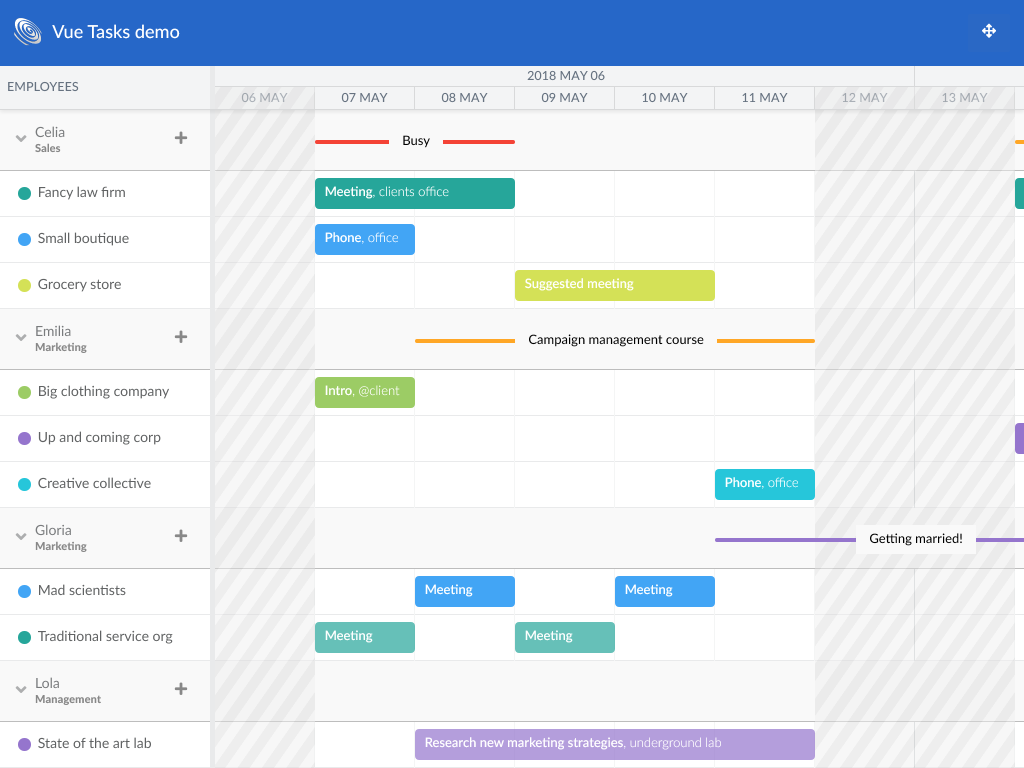 Vue Tasks demo
EMPLOYEES
2018 MAY 06
06 MAY 07 MAY 08 MAY 09 MAY 10 MAY 11 MAY 12 MAY 13 MAY
Celia
Sales
Busy
Fancy law firm
Meeting, clients office
Small boutique
Phone, office
Grocery store
Suggested meeting
Emilia
Marketing
Campaign management course
Big clothing company
Intro, @client
Up and coming corp
Creative collective
Phone, office
Gloria
Marketing
Getting married!
Mad scientists
Meeting Meeting
Traditional service org
Meeting Meeting
Lola
Management
State of the art lab
Research new marketing strategies, underground lab